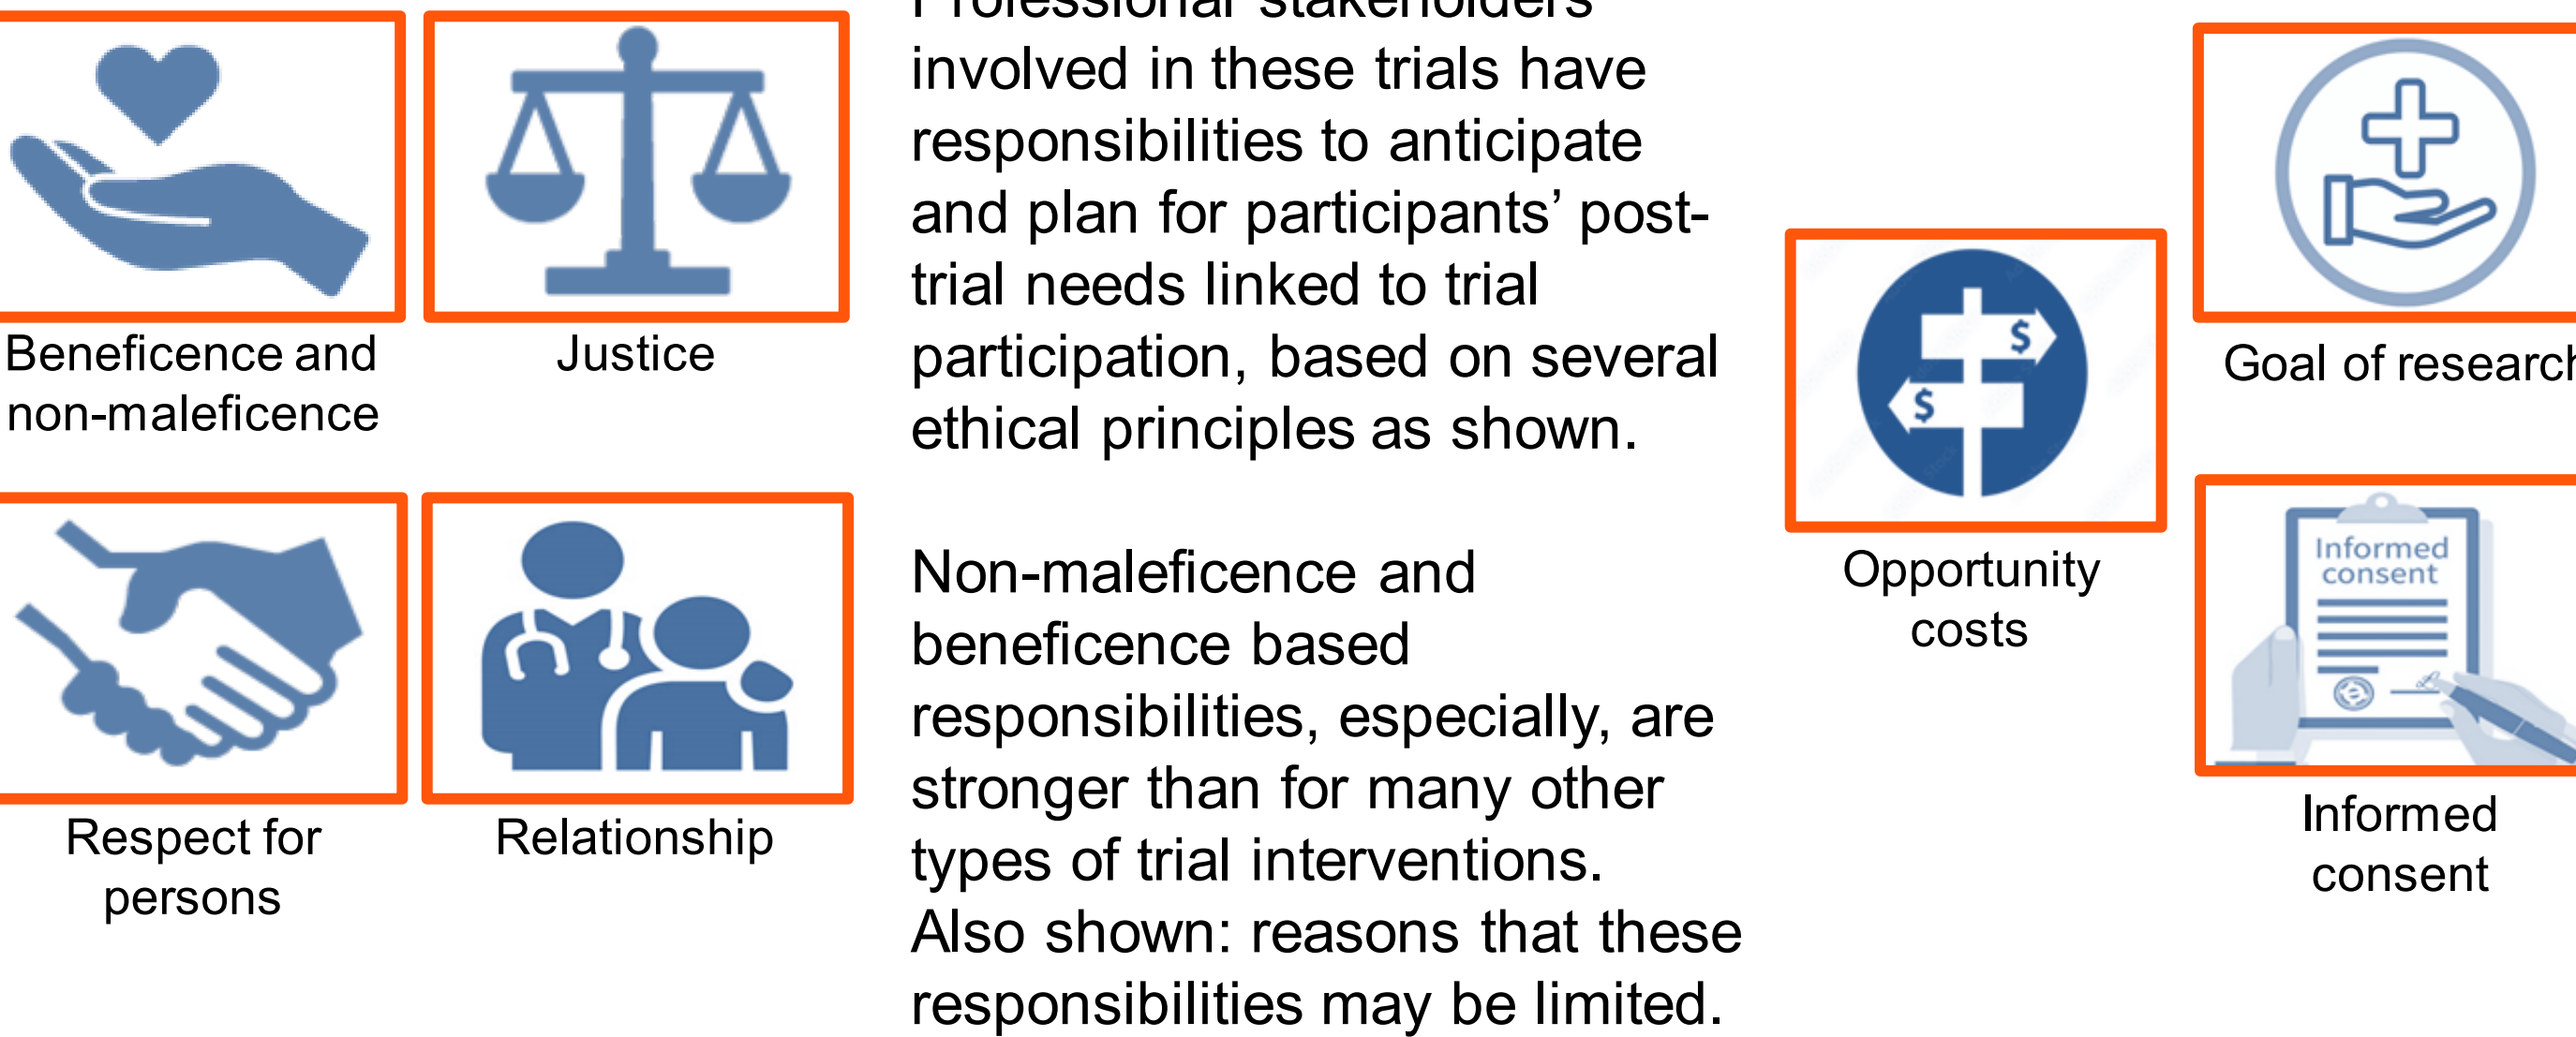 Beneficence and
non-maleficence
Justice
Respect for
persons
Relationship
Professional stakeholders
involved in these trials have
responsibilities to anticipate
and plan for participants’ post-
trial needs linked to trial
participation, based on several
ethical principles as shown.
Non-maleficence and
beneficence based
responsibilities, especially, are
stronger than for many other
types of trial interventions.
Also shown: reasons that these
responsibilities may be limited.
$
$
Opportunity
costs
Goal of research
Informed
consent
Informed
consent